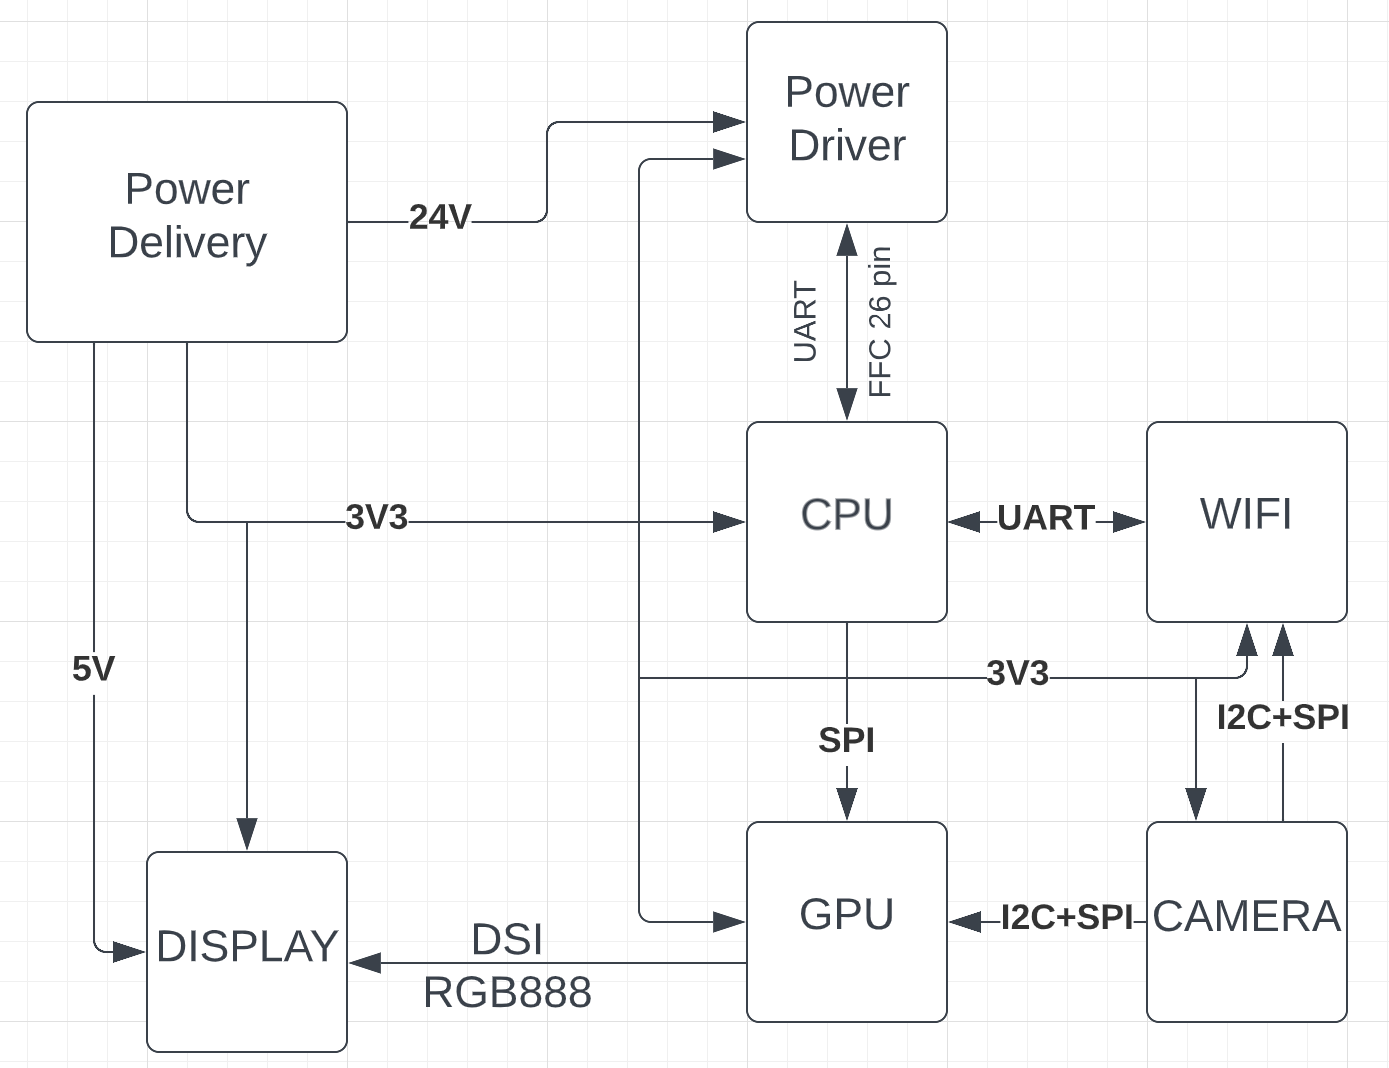 Power
Driver
Power
Delivery
24V
UART
FFC 26 pin
3V3
CPU
UART
WIFI
5V
3V3
SPI
I2C+SPI
DISPLAY
DSI
RGB888
GPU
I2C+SPI
CAMERA